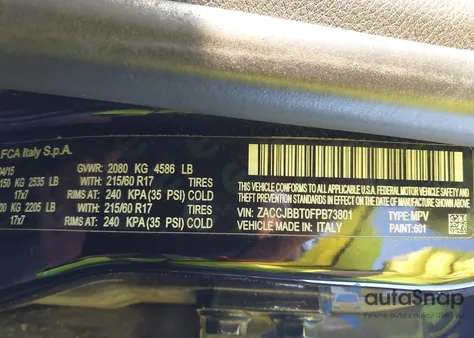 FCA Italy S.p.A.
04/15 GVWR: 2080 KG 4586 LB
150 KG 2535 LB WITH 215/60 R17 TIRES
17x7 RIMS AT 240 KPA (35 PSI) COLD
00 KG 2205 LB WITH 215/60 R17 TIRES
17x7 RIMS AT: 240 KPA(35 PSI) COLD
THIS VEHICLE CONFORMS TO ALL APPLICABLE
U.S.A. FEDERAL MOTOR VEHICLE SAFETY, BUMPER, AND
THEFT PREVENTION STANDARDS IN EFFECT ON THE
DATE OF MANUFACTURE SHOWN ABOVE.
VIN: ZACCJBBT0FPB73801 TYPE: MPV
VEHICLE MADE IN: ITALY PAINT: 601
autoSnap